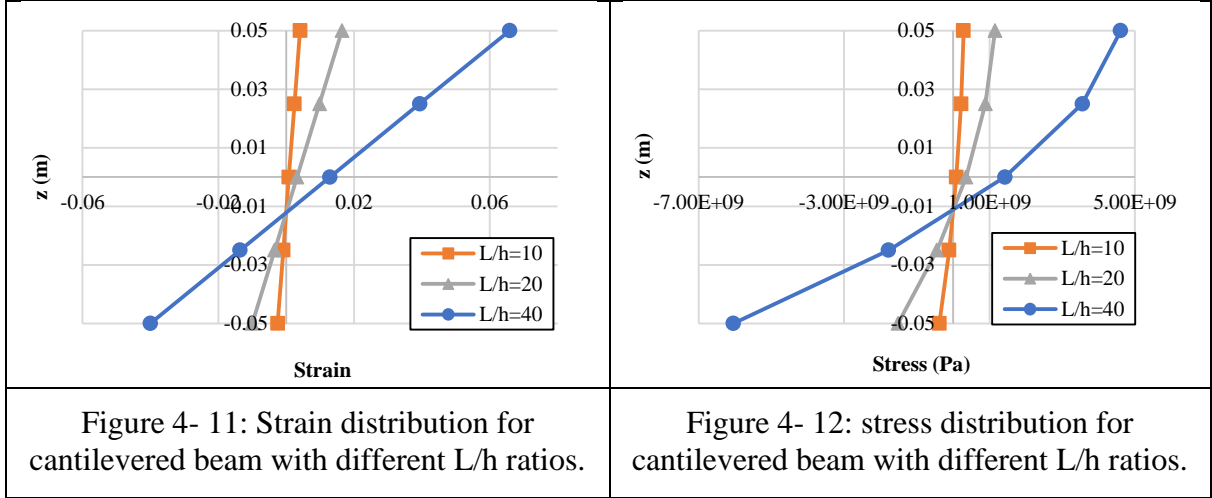 0.05
0.03
0.01
-0.01
-0.03
-0.05
-0.06
-0.02
0.02
0.06
z (m)
Strain
L/h=10
L/h=20
L/h=40
0.05
0.03
0.01
-0.01
-0.03
-0.05
-7.00E+09
-3.00E+09
1.00E+09
5.00E+09
z (m)
Stress (Pa)
L/h=10
L/h=20
L/h=40
Figure 4- 11: Strain distribution for
cantilevered beam with different L/h ratios.
Figure 4- 12: stress distribution for
cantilevered beam with different L/h ratios.